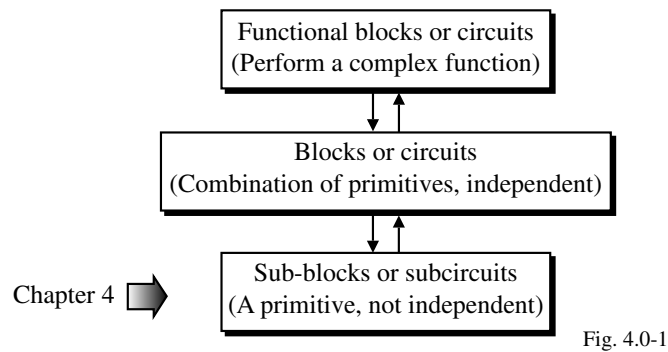 Functional blocks or circuits
(Perform a complex function)
Blocks or circuits
(Combination of primitives, independent)
Sub-blocks or subcircuits
(A primitive, not independent)
Chapter 4
Fig. 4.0-1